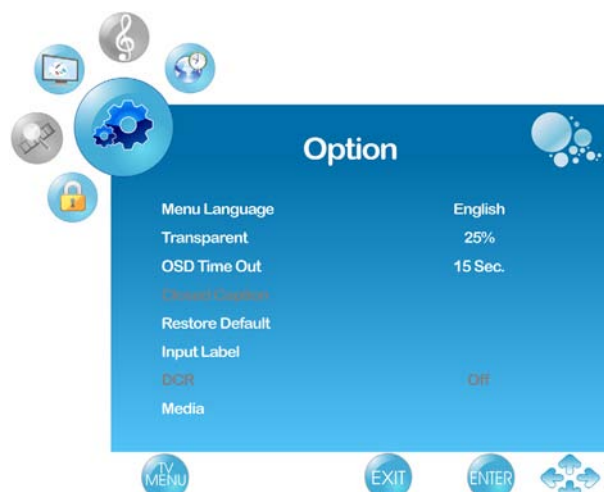 Option
Menu Language English
Transparent 25%
OSD Time Out 15 Sec.
Closed Caption
Restore Default
Input Label
DCR Off
Media
TV MENU EXIT ENTER